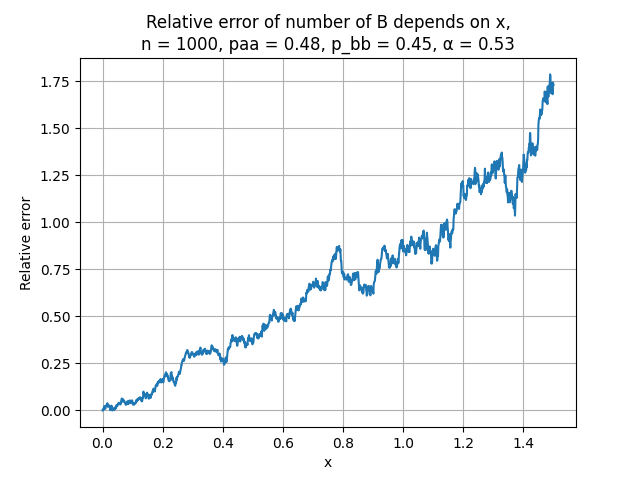 Relative error of number of B depends on x,
n = 1000, paa = 0.48, p_bb = 0.45, α = 0.53
1.75
1.50
1.25
1.00
0.75
0.50
0.25
0.00
Relative error
0.0 0.2 0.4 0.6 0.8 1.0 1.2 1.4
x